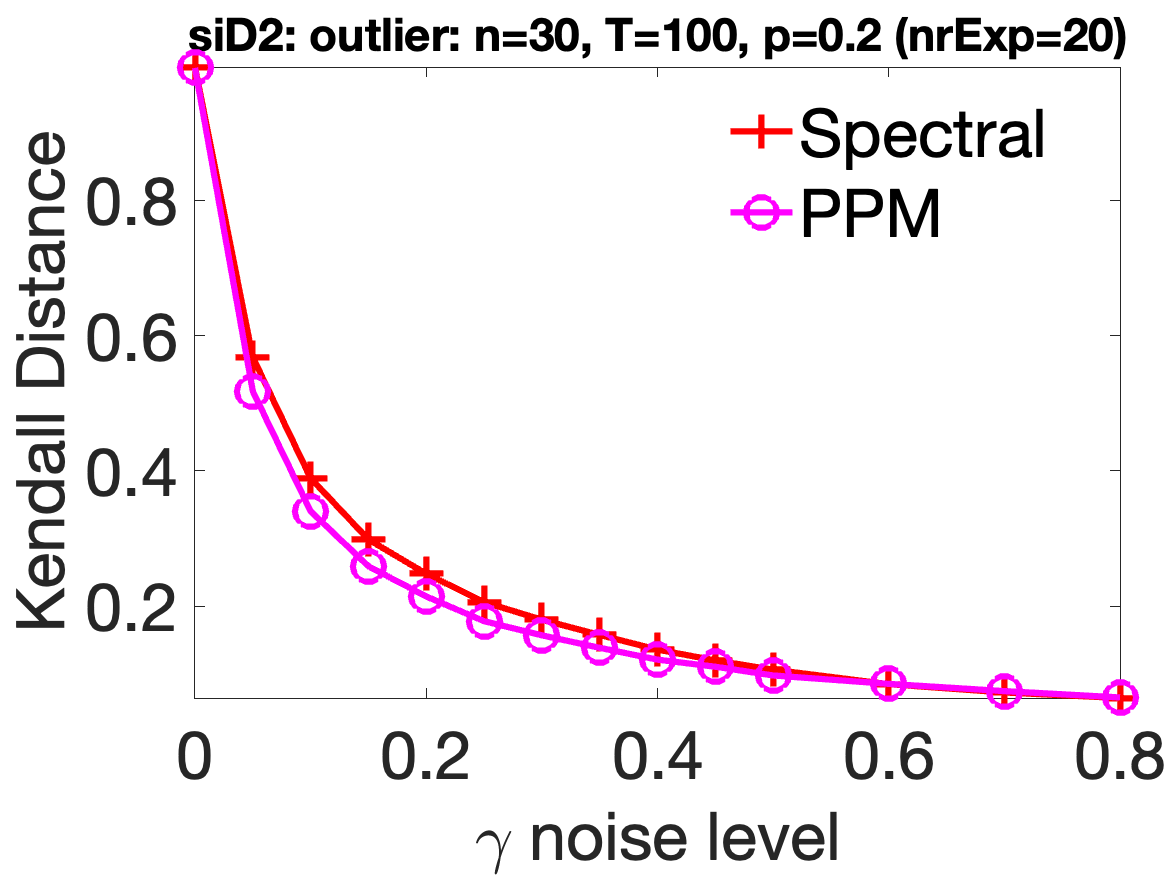 siD2: outlier: n=30, T=100, p=0.2 (nrExp=20)
Spectral
PPM
Kendall Distance
0.8
0.6
0.4
0.2
0 0.2 0.4 0.6 0.8
γ noise level